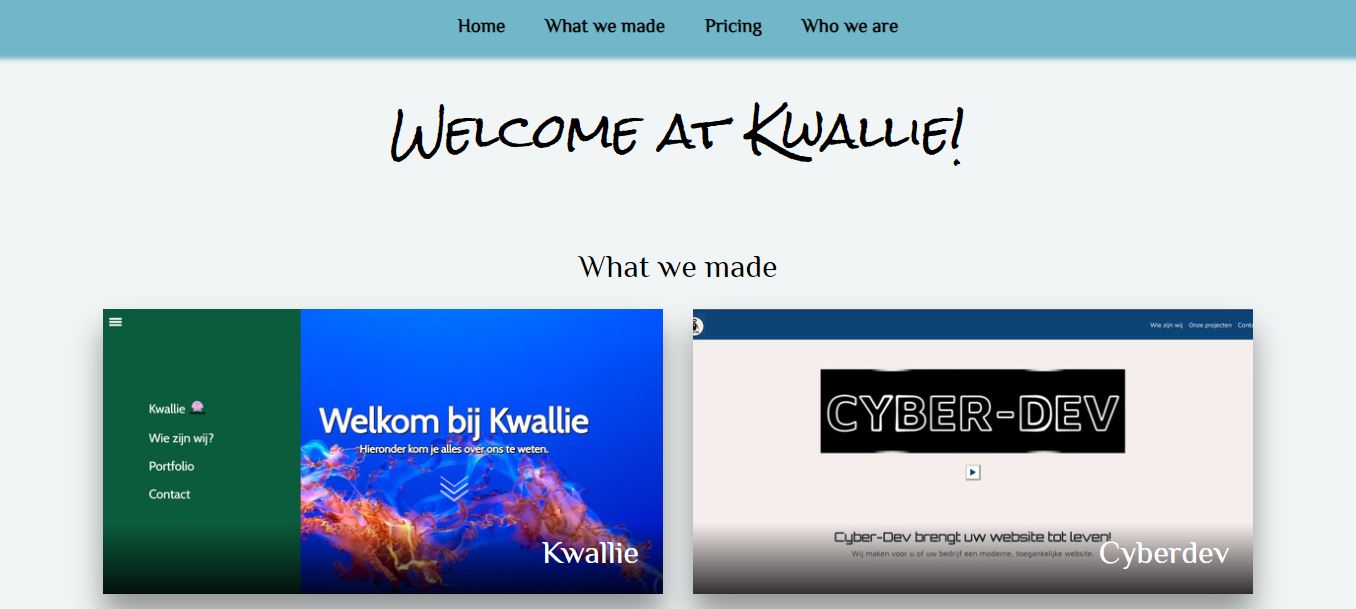 Home What we made Pricing Who we are
Welcome at Kwallie!
What we made
Kwallie
Wie zijn wij?
Portfolio
Contact
Welkom bij Kwallie
Hieronder kom je alles over ons te weten.
Kwallie
Wie zijn wij Onze projecten Conta
CYBER-DEV
Cyber-Dev brengt uw website tot leven!
Wij maken voor u of uw bedrijf een moderne, toegankelijke website.
Cyberdev